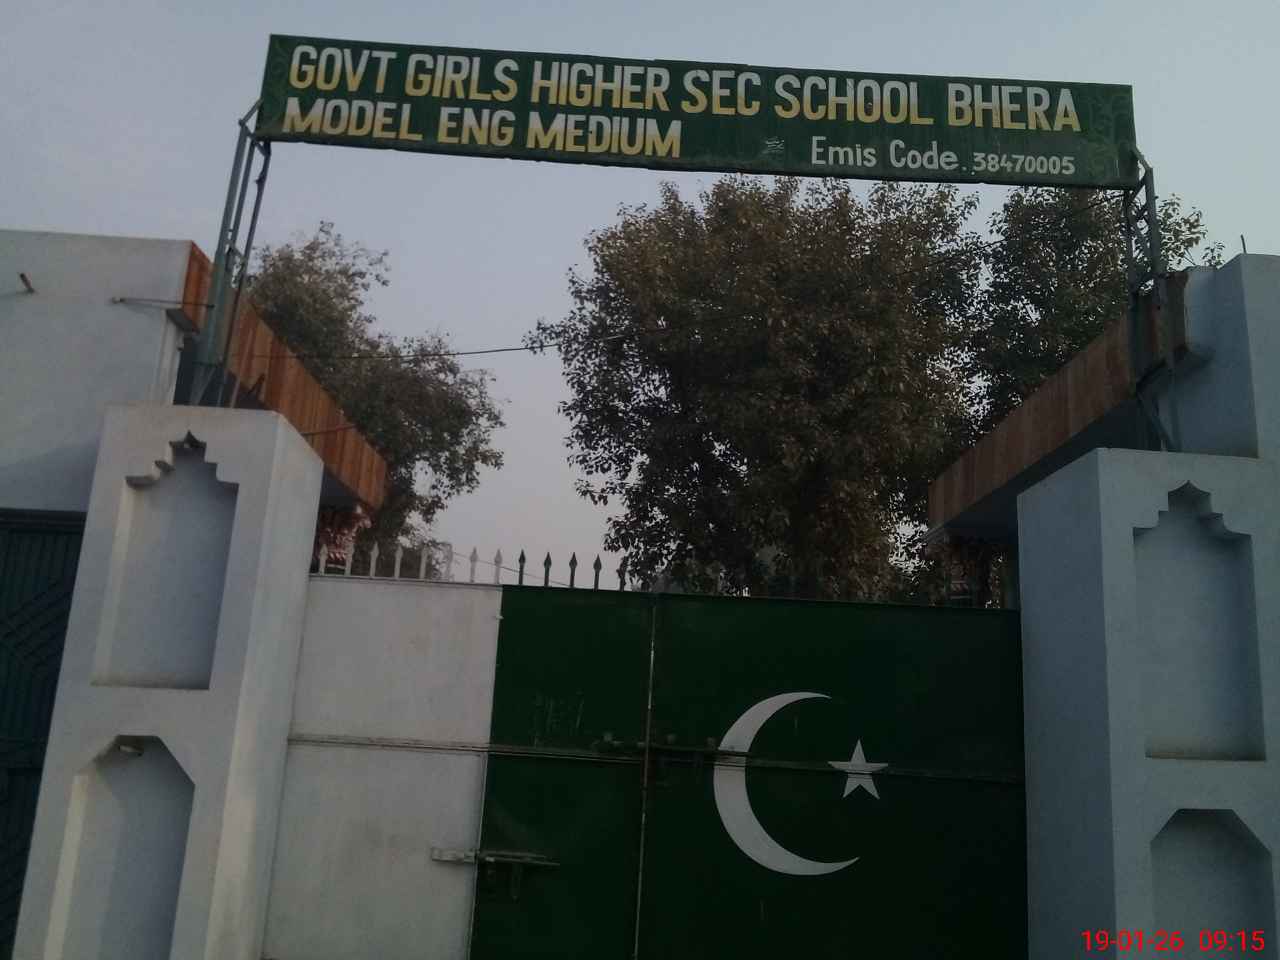 GOVT GIRLS HIGHER SEC SCHOOL BHERA
MODEL ENG MEDIUM
Emis Code. 38470005
19-01-26 09:15